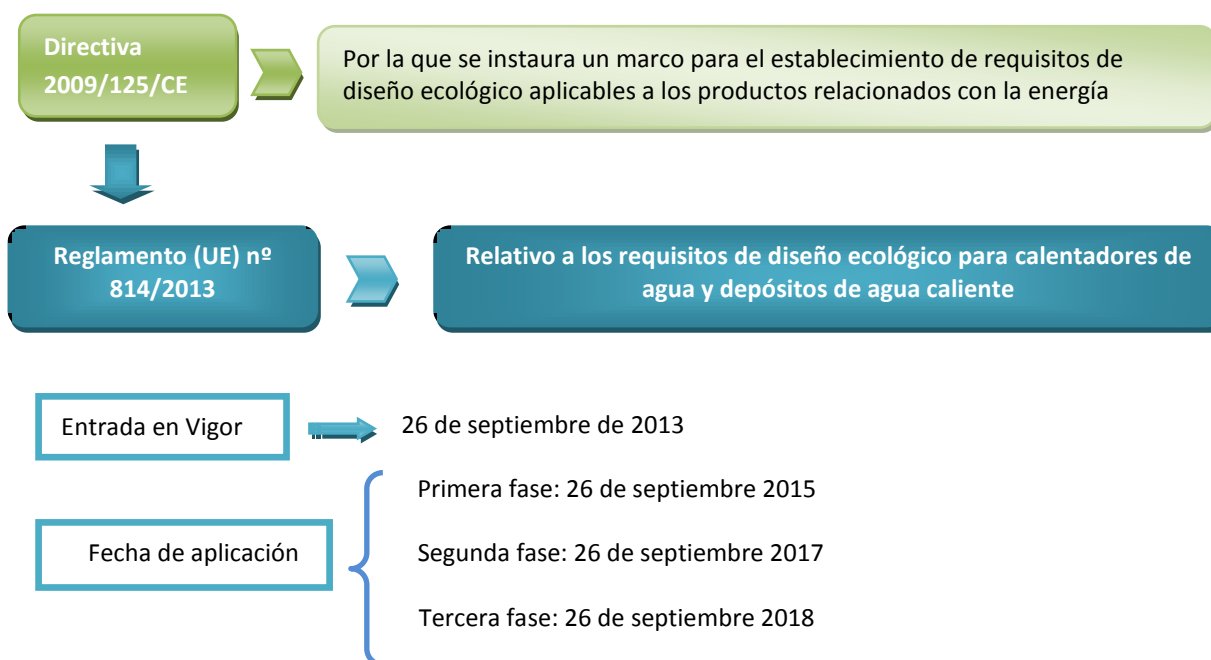 Directiva
2009/125/CE
Por la que se instaura un marco para el establecimiento de requisitos de
diseño ecológico aplicables a los productos relacionados con la energía
Reglamento (UE) nº
814/2013
Relativo a los requisitos de diseño ecológico para calentadores de
agua y depósitos de agua caliente
Entrada en Vigor
26 de septiembre de 2013
Fecha de aplicación
Primera fase: 26 de septiembre 2015
Segunda fase: 26 de septiembre 2017
Tercera fase: 26 de septiembre 2018